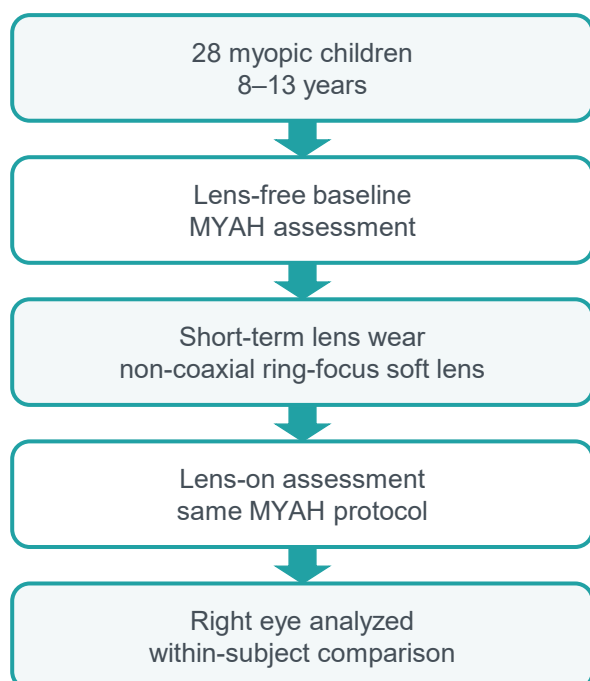 28 myopic children
8–13 years
Lens-free baseline
MYAH assessment
Short-term lens wear
non-coaxial ring-focus soft lens
Lens-on assessment
same MYAH protocol
Right eye analyzed
within-subject comparison